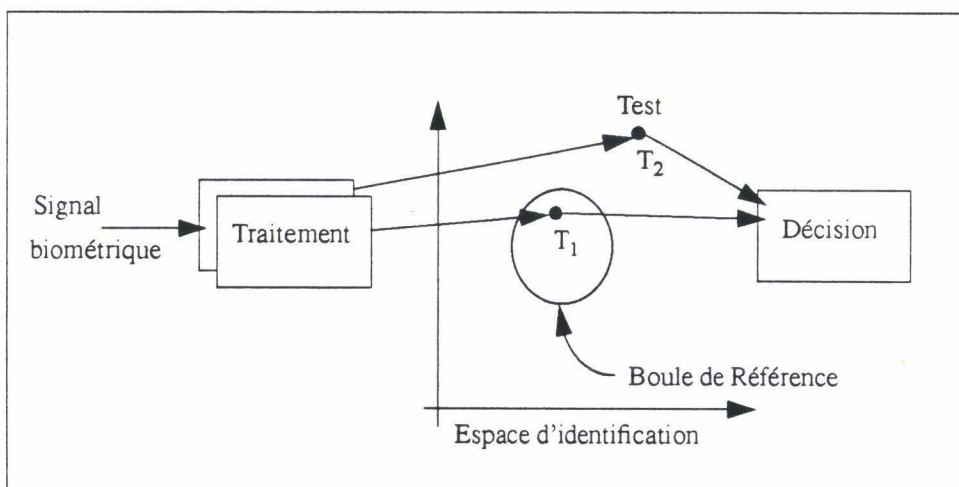 Test
T2
Signal
biométrique
Traitement
T1
Décision
Boule de Référence
Espace d'identification